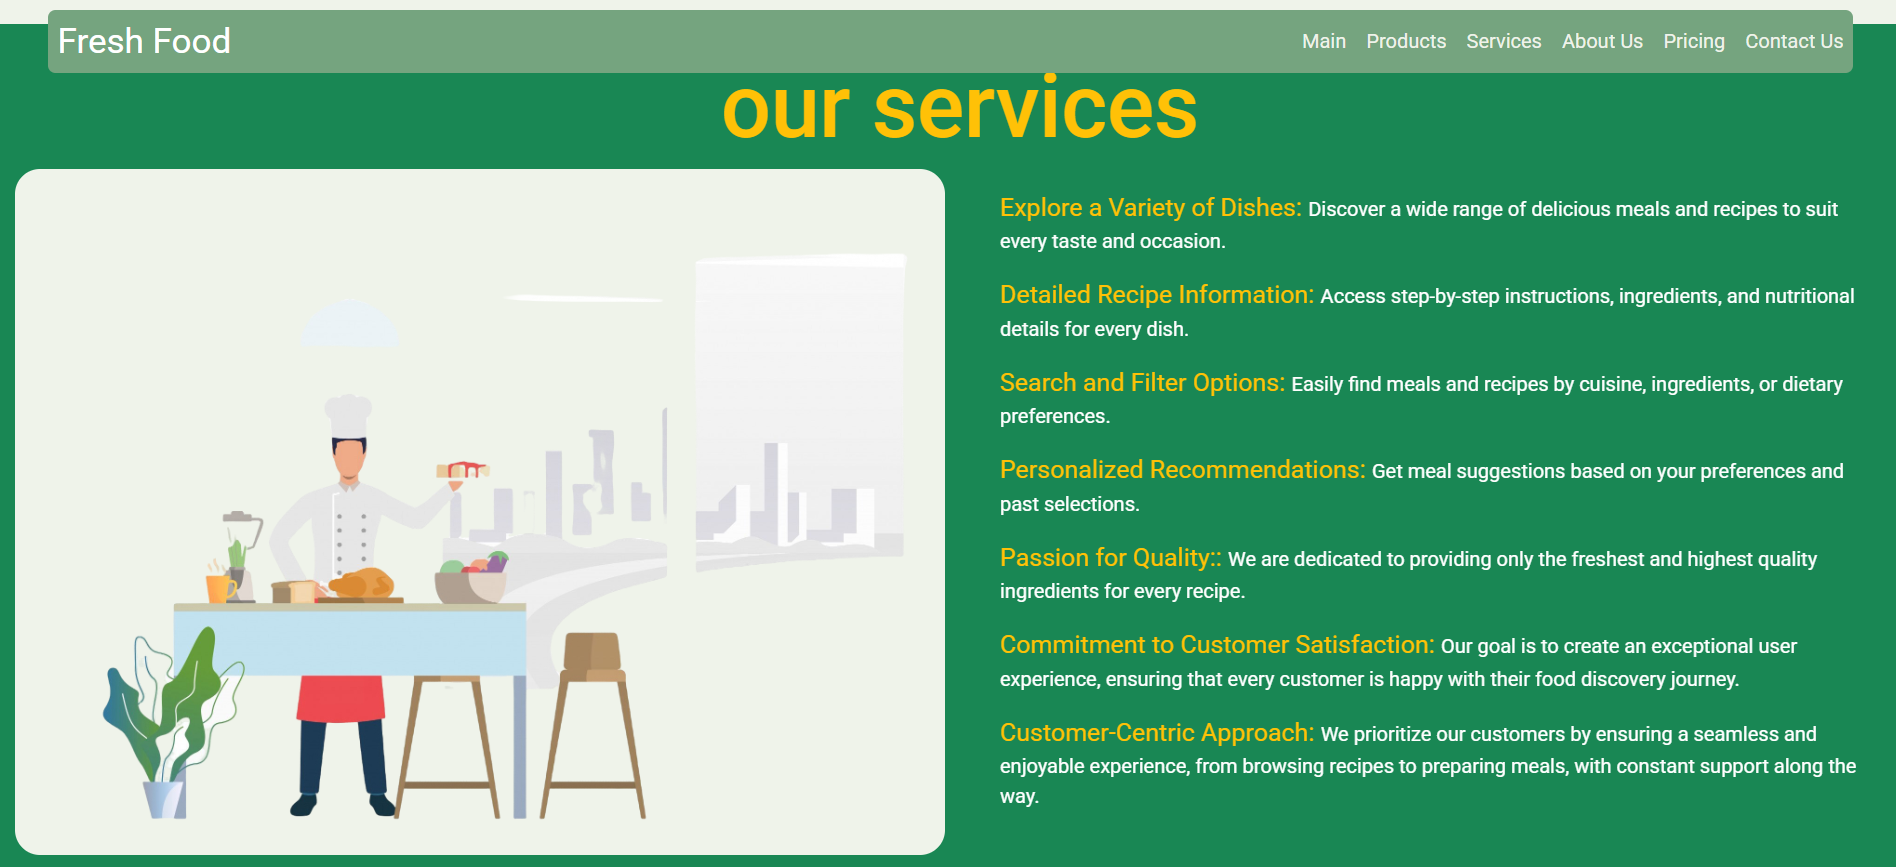 Fresh Food
Main Products Services About Us Pricing Contact Us
our services
Explore a Variety of Dishes: Discover a wide range of delicious meals and recipes to suit
every taste and occasion.
Detailed Recipe Information: Access step-by-step instructions, ingredients, and nutritional
details for every dish.
Search and Filter Options: Easily find meals and recipes by cuisine, ingredients, or dietary
preferences.
Personalized Recommendations: Get meal suggestions based on your preferences and
past selections.
Passion for Quality:: We are dedicated to providing only the freshest and highest quality
ingredients for every recipe.
Commitment to Customer Satisfaction: Our goal is to create an exceptional user
experience, ensuring that every customer is happy with their food discovery journey.
Customer-Centric Approach: We prioritize our customers by ensuring a seamless and
enjoyable experience, from browsing recipes to preparing meals, with constant support along the
way.